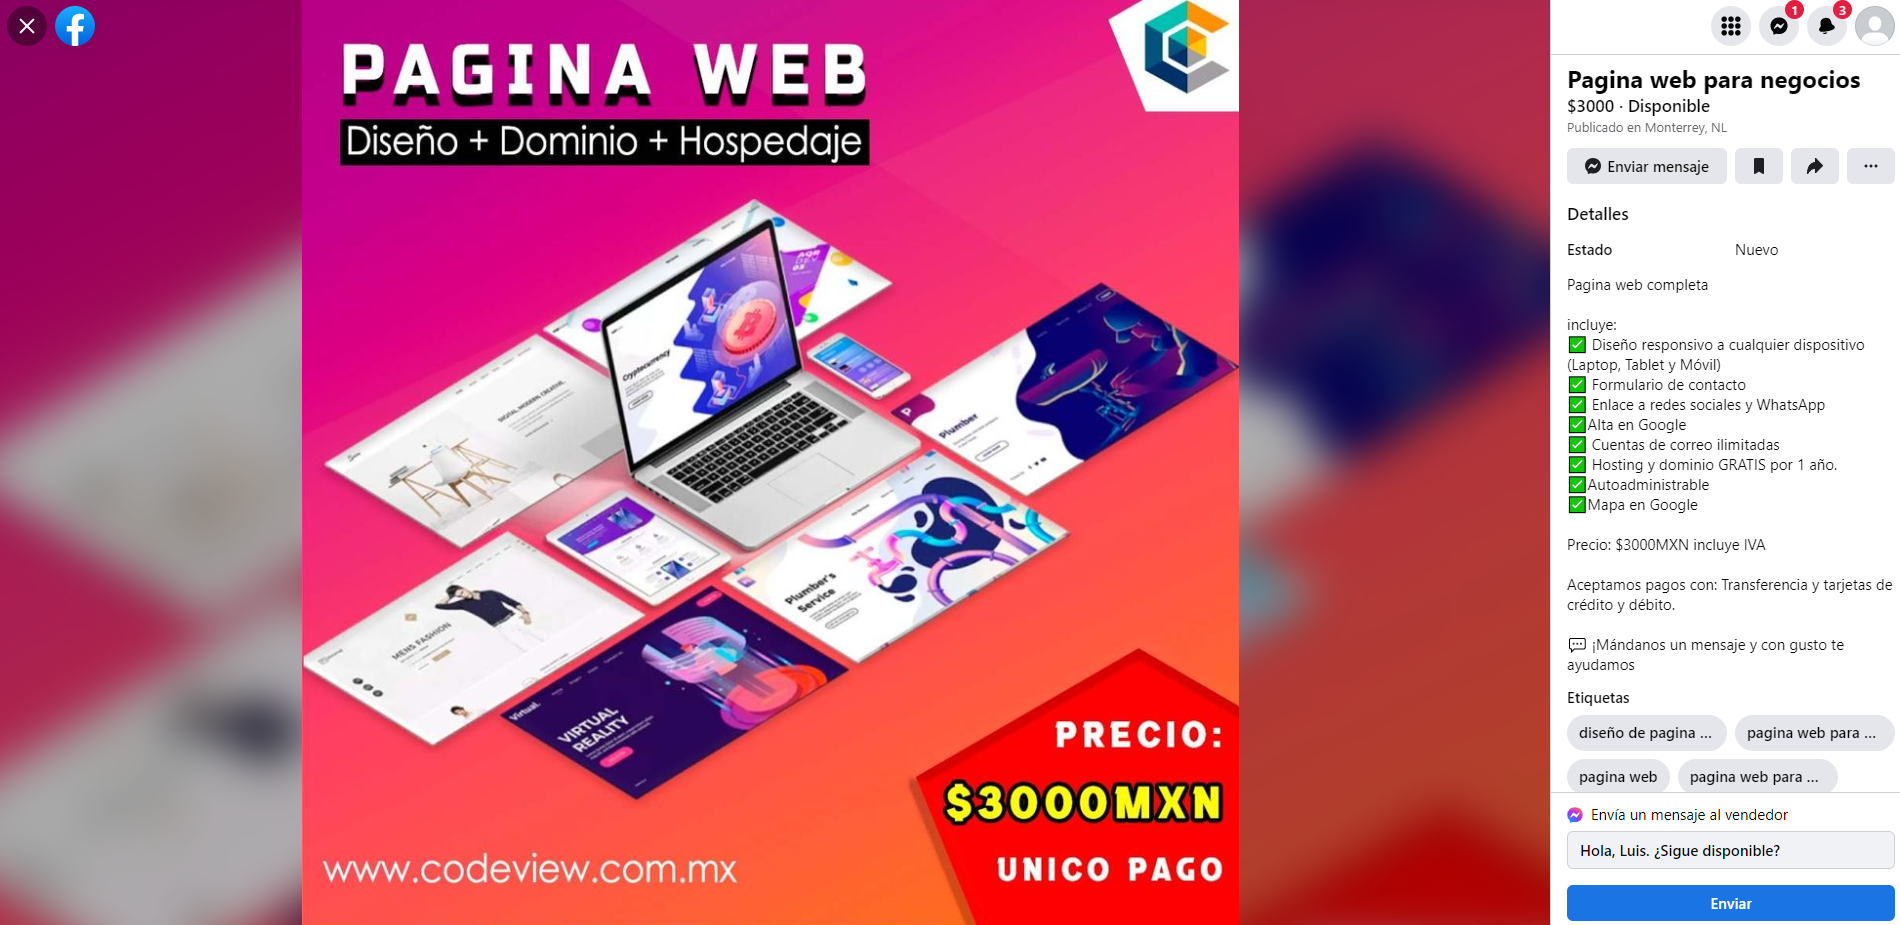 PAGINA WEB
Diseño + Dominio + Hospedaje
Cryptocurrency
DIGITAL. MODERN. CREATIVE.
P
Plumber
Plumber's
Service
MENS FASHION
Virtual.
VIRTUAL
REALITY
PRECIO:
$3000MXN
UNICO PAGO
www.codeview.com.mx
1
3
Pagina web para negocios
$3000 · Disponible
Publicado en Monterrey, NL
Enviar mensaje
Detalles
Estado Nuevo
Pagina web completa
incluye:
✅ Diseño responsivo a cualquier dispositivo
(Laptop, Tablet y Móvil)
✅ Formulario de contacto
✅ Enlace a redes sociales y WhatsApp
✅Alta en Google
✅ Cuentas de correo ilimitadas
✅ Hosting y dominio GRATIS por 1 año.
✅Autoadministrable
✅Mapa en Google
Precio: $3000MXN incluye IVA
Aceptamos pagos con: Transferencia y tarjetas de
crédito y débito.
💬 ¡Mándanos un mensaje y con gusto te
ayudamos
Etiquetas
diseño de pagina ... pagina web para ...
pagina web pagina web para ...
Envía un mensaje al vendedor
Hola, Luis. ¿Sigue disponible?
Enviar